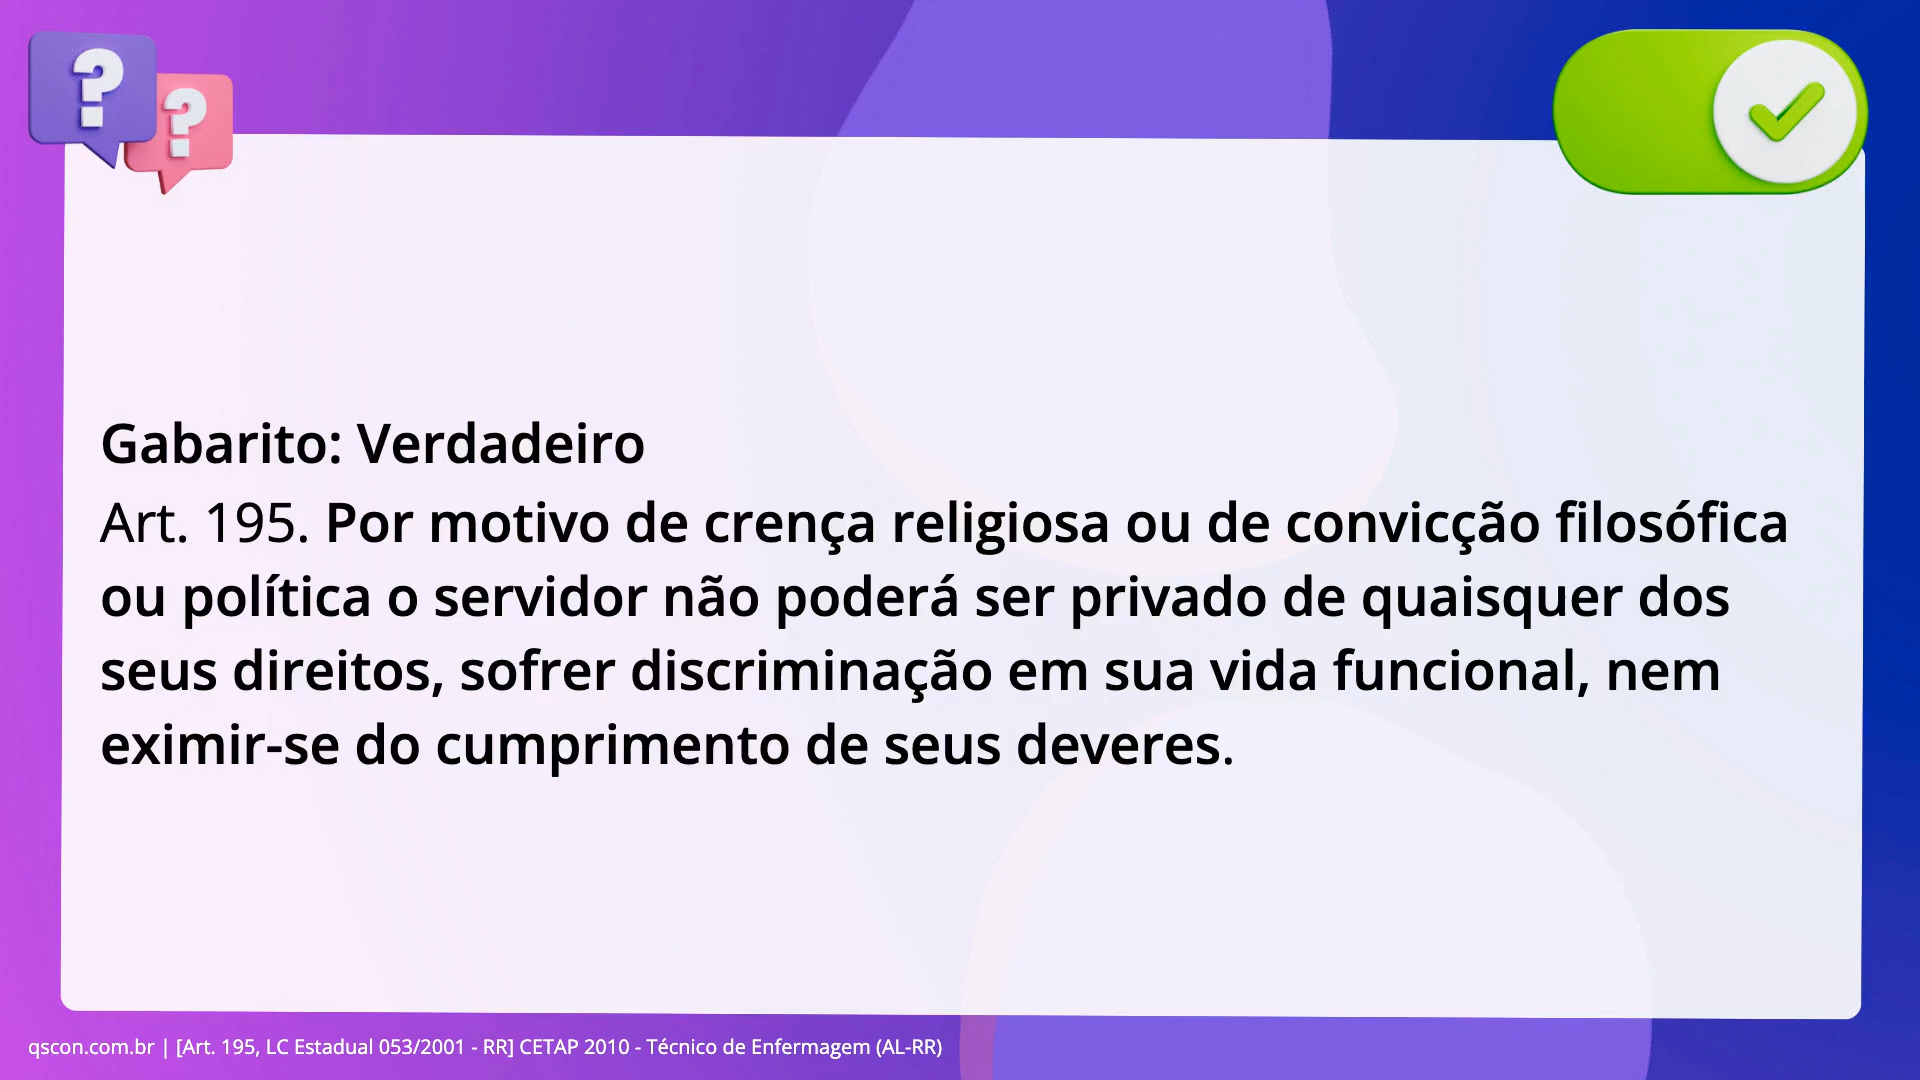 ?
?
Gabarito: Verdadeiro
Art. 195. Por motivo de crença religiosa ou de convicção filosófica
ou política o servidor não poderá ser privado de quaisquer dos
seus direitos, sofrer discriminação em sua vida funcional, nem
eximir-se do cumprimento de seus deveres.
qscon.com.br | [Art. 195, LC Estadual 053/2001 - RR] CETAP 2010 - Técnico de Enfermagem (AL-RR)